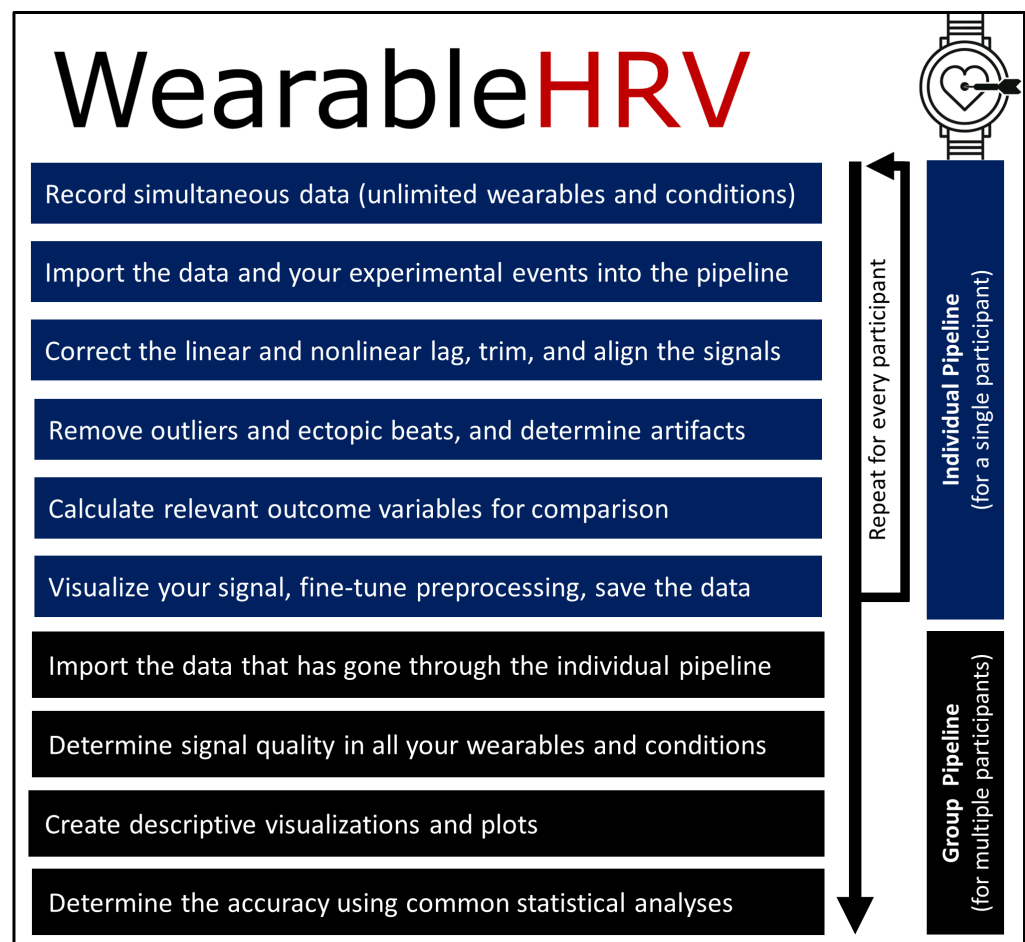 WearableHRV
Record simultaneous data (unlimited wearables and conditions)
Import the data and your experimental events into the pipeline
Correct the linear and nonlinear lag, trim, and align the signals
Remove outliers and ectopic beats, and determine artifacts
Calculate relevant outcome variables for comparison
Visualize your signal, fine-tune preprocessing, save the data
Repeat for every participant
Individual Pipeline
(for a single participant)
Import the data that has gone through the individual pipeline
Determine signal quality in all your wearables and conditions
Create descriptive visualizations and plots
Determine the accuracy using common statistical analyses
Group Pipeline
(for multiple participants)